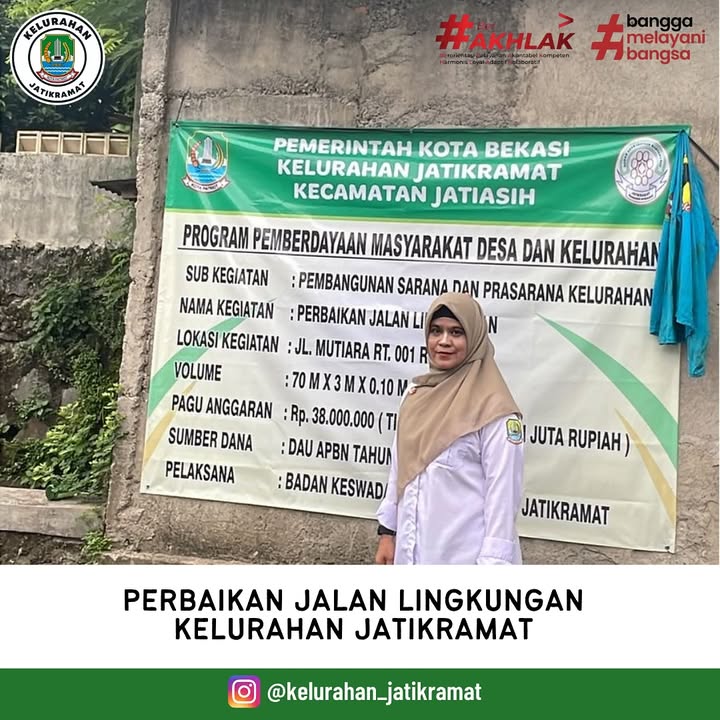 KELURAHAN
JATIKRAMAT
#AKHLAK
#bangga
melayani
bangsa
PEMERINTAH KOTA BEKASI
KELURAHAN JATIKRAMAT
KECAMATAN JATIASIH
PROGRAM PEMBERDAYAAN MASYARAKAT DESA DAN KELURAHAN
SUB KEGIATAN : PEMBANGUNAN SARANA DAN PRASARANA KELURAHAN
NAMA KEGIATAN : PERBAIKAN JALAN
LOKASI KEGIATAN : JL. MUTIARA RT. 001
VOLUME : 70 M X 3 M X 0.10 M
PAGU ANGGARAN : Rp. 38.000.000 ( JUTA RUPIAH )
SUMBER DANA : DAU APBN TAHUN
PELAKSANA : BADAN KESWAD JATIKRAMAT
PERBAIKAN JALAN LINGKUNGAN
KELURAHAN JATIKRAMAT
@kelurahan_jatikramat